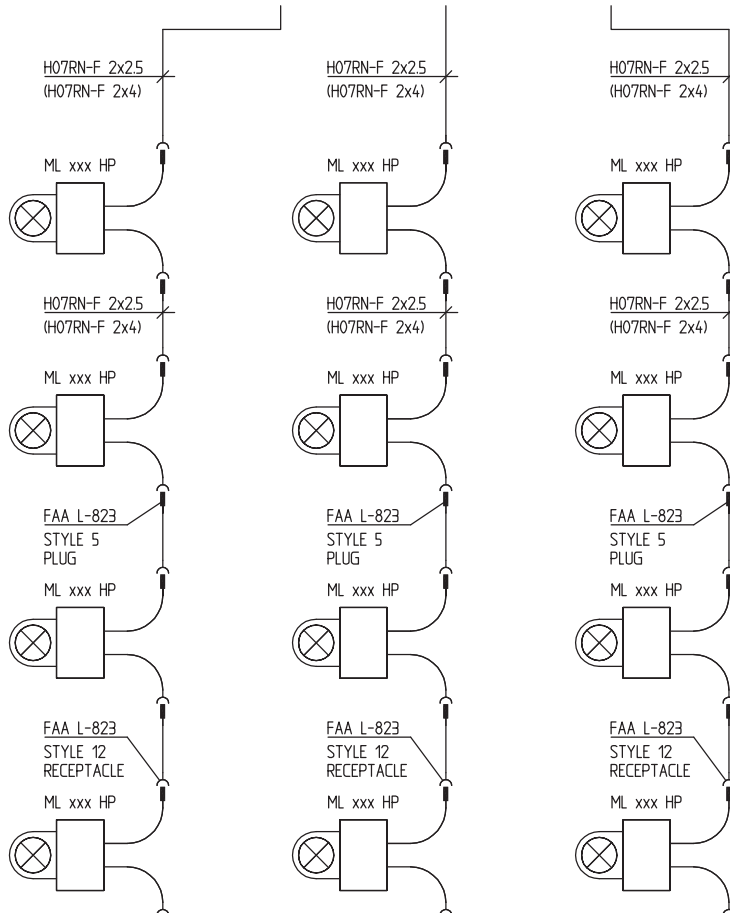 H07RN-F 2x2.5
(H07RN-F 2x4)
H07RN-F 2x2.5
(H07RN-F 2x4)
H07RN-F 2x2.5
(H07RN-F 2x4)
ML xxx HP
ML xxx HP
ML xxx HP
H07RN-F 2x2.5
(H07RN-F 2x4)
H07RN-F 2x2.5
(H07RN-F 2x4)
H07RN-F 2x2.5
(H07RN-F 2x4)
ML xxx HP
ML xxx HP
ML xxx HP
FAA L-823
STYLE 5
PLUG
FAA L-823
STYLE 5
PLUG
FAA L-823
STYLE 5
PLUG
ML xxx HP
ML xxx HP
ML xxx HP
FAA L-823
STYLE 12
RECEPTACLE
FAA L-823
STYLE 12
RECEPTACLE
FAA L-823
STYLE 12
RECEPTACLE
ML xxx HP
ML xxx HP
ML xxx HP